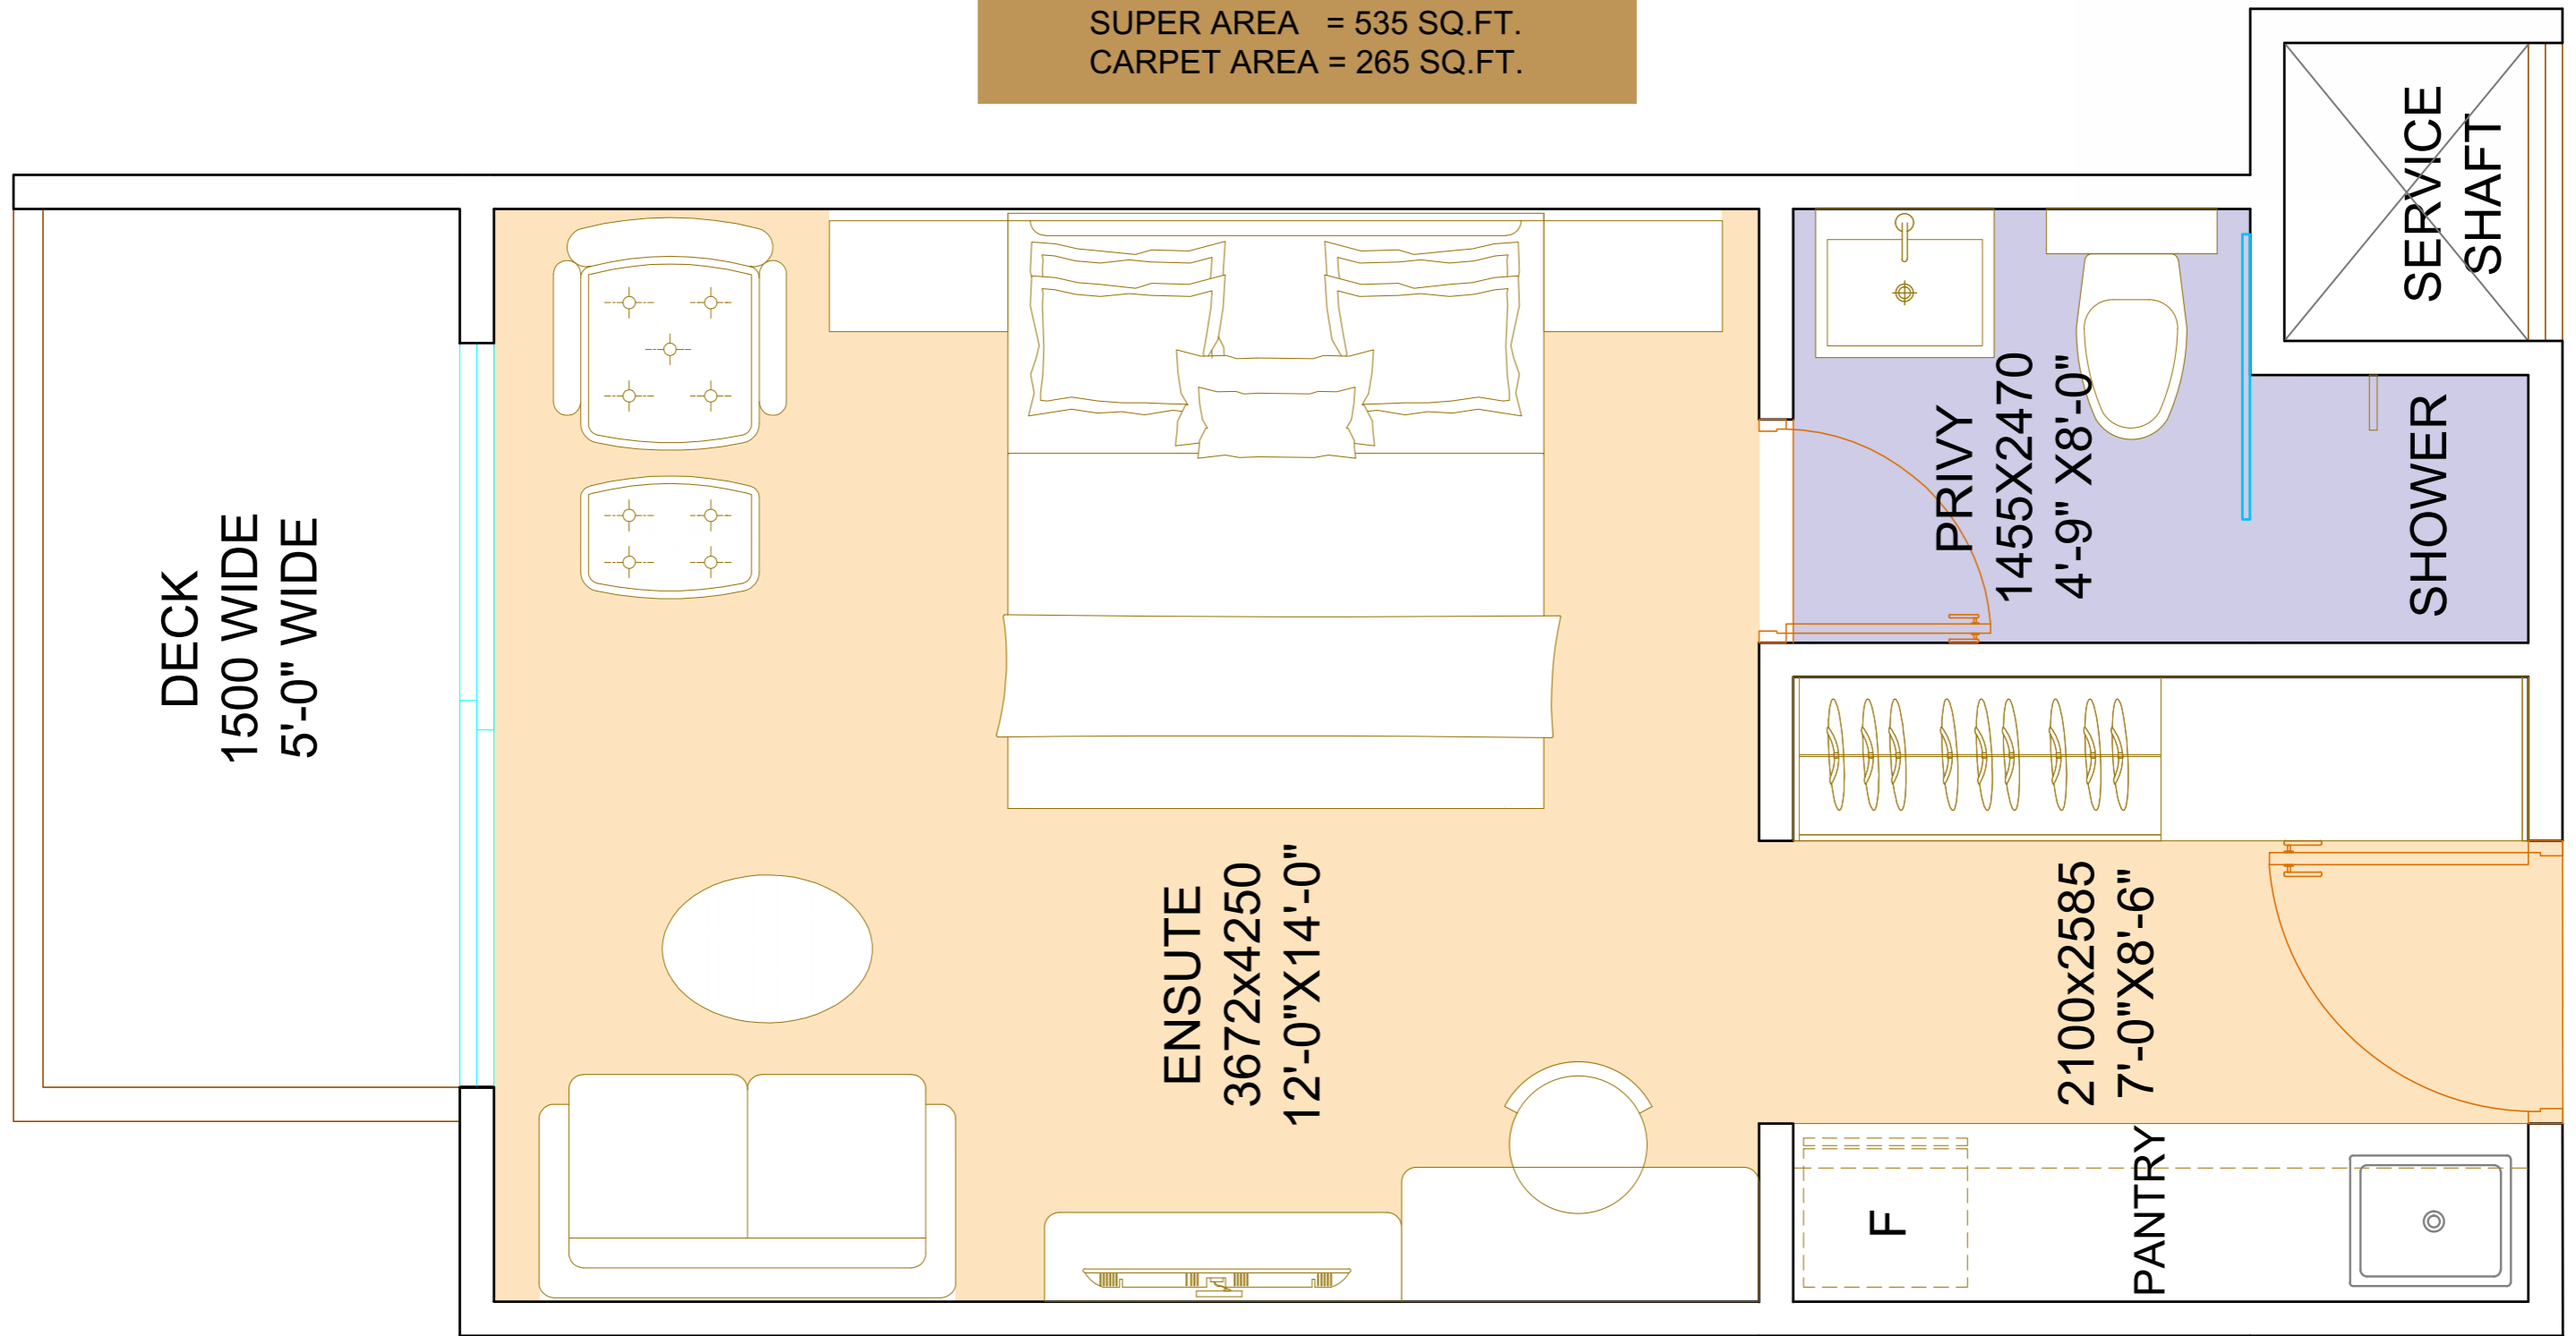 SUPER AREA = 535 SQ.FT.
CARPET AREA = 265 SQ.FT.
SERVICE
SHAFT
DECK
1500 WIDE
5'-0" WIDE
PRIVY
1455X2470
4'-9" X8'-0"
SHOWER
ENSUTE
3672x4250
12'-0"X14'-0"
2100x2585
7'-0"X8'-6"
F
PANTRY